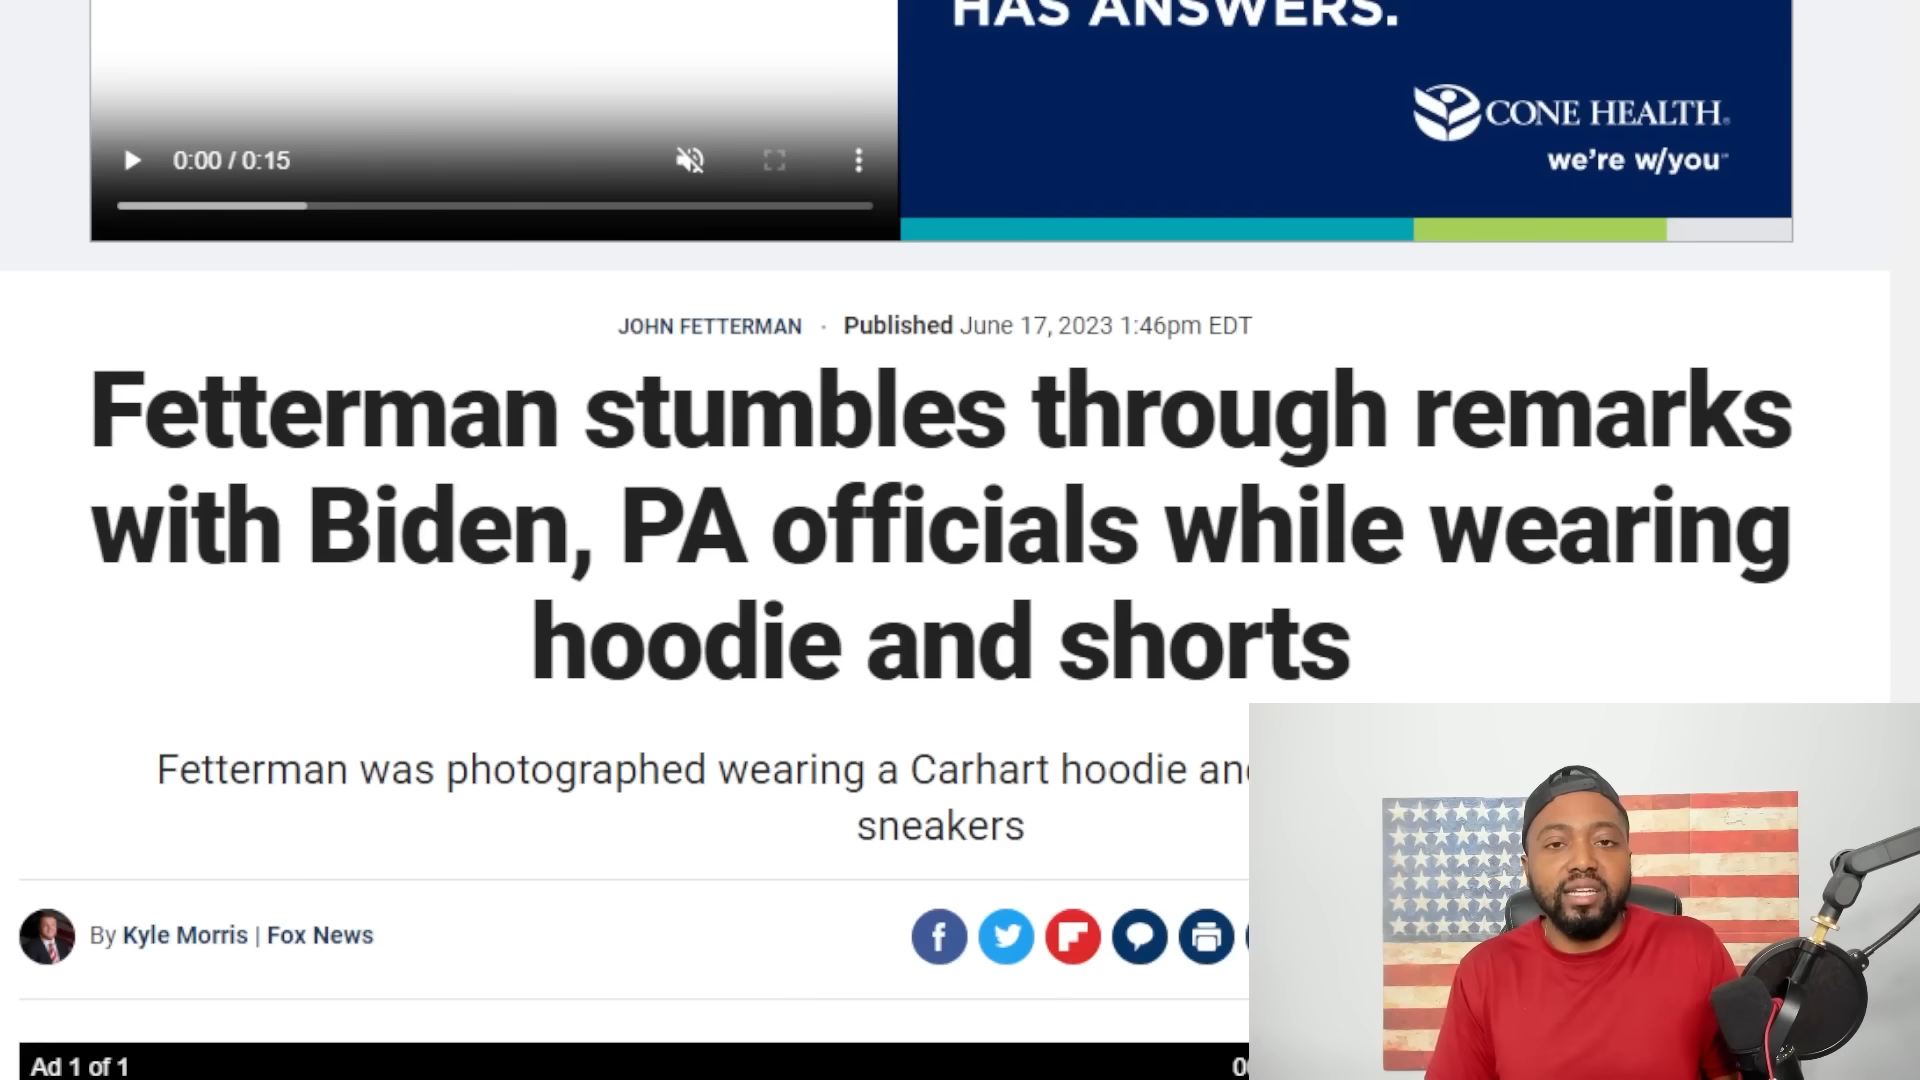 HAS ANSWERS.
CONE HEALTH®
we're w/you
0:00 / 0:15
JOHN FETTERMAN · Published June 17, 2023 1:46pm EDT
Fetterman stumbles through remarks
with Biden, PA officials while wearing
hoodie and shorts
Fetterman was photographed wearing a Carhart hoodie
sneakers
By Kyle Morris | Fox News
Ad 1 of 1